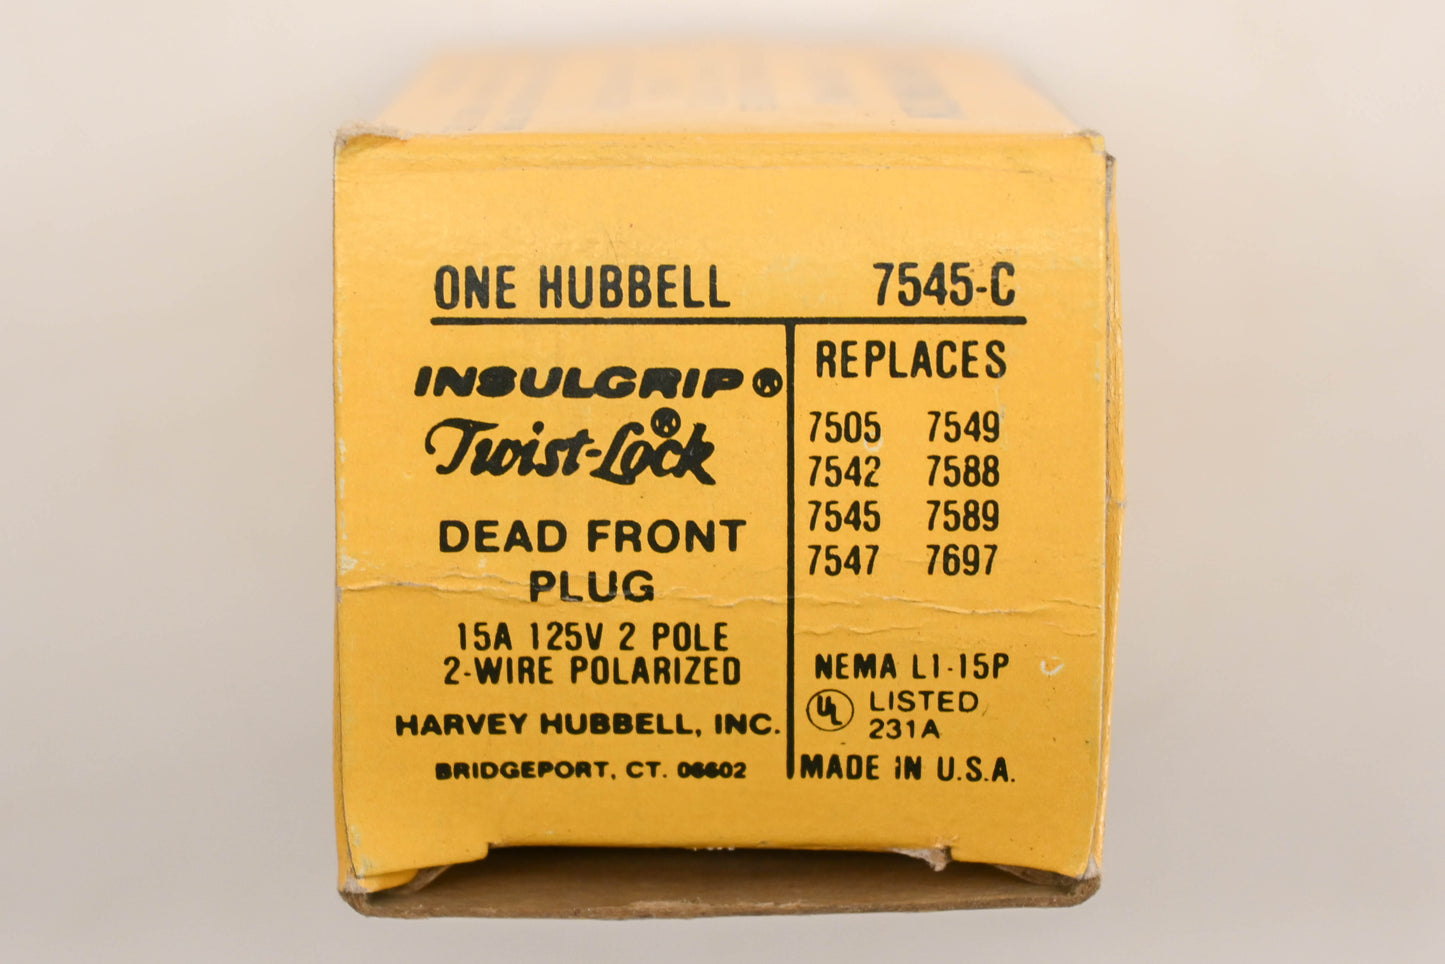 ONE HUBBELL 7545-C
INSULGRIP®
Twist-Lock®
DEAD FRONT
PLUG
15A 125V 2 POLE
2-WIRE POLARIZED
HARVEY HUBBELL, INC.
BRIDGEPORT, CT. 06602
REPLACES
7505 7549
7542 7588
7545 7589
7547 7697
NEMA L1-15P
UL LISTED
231A
MADE IN U.S.A.